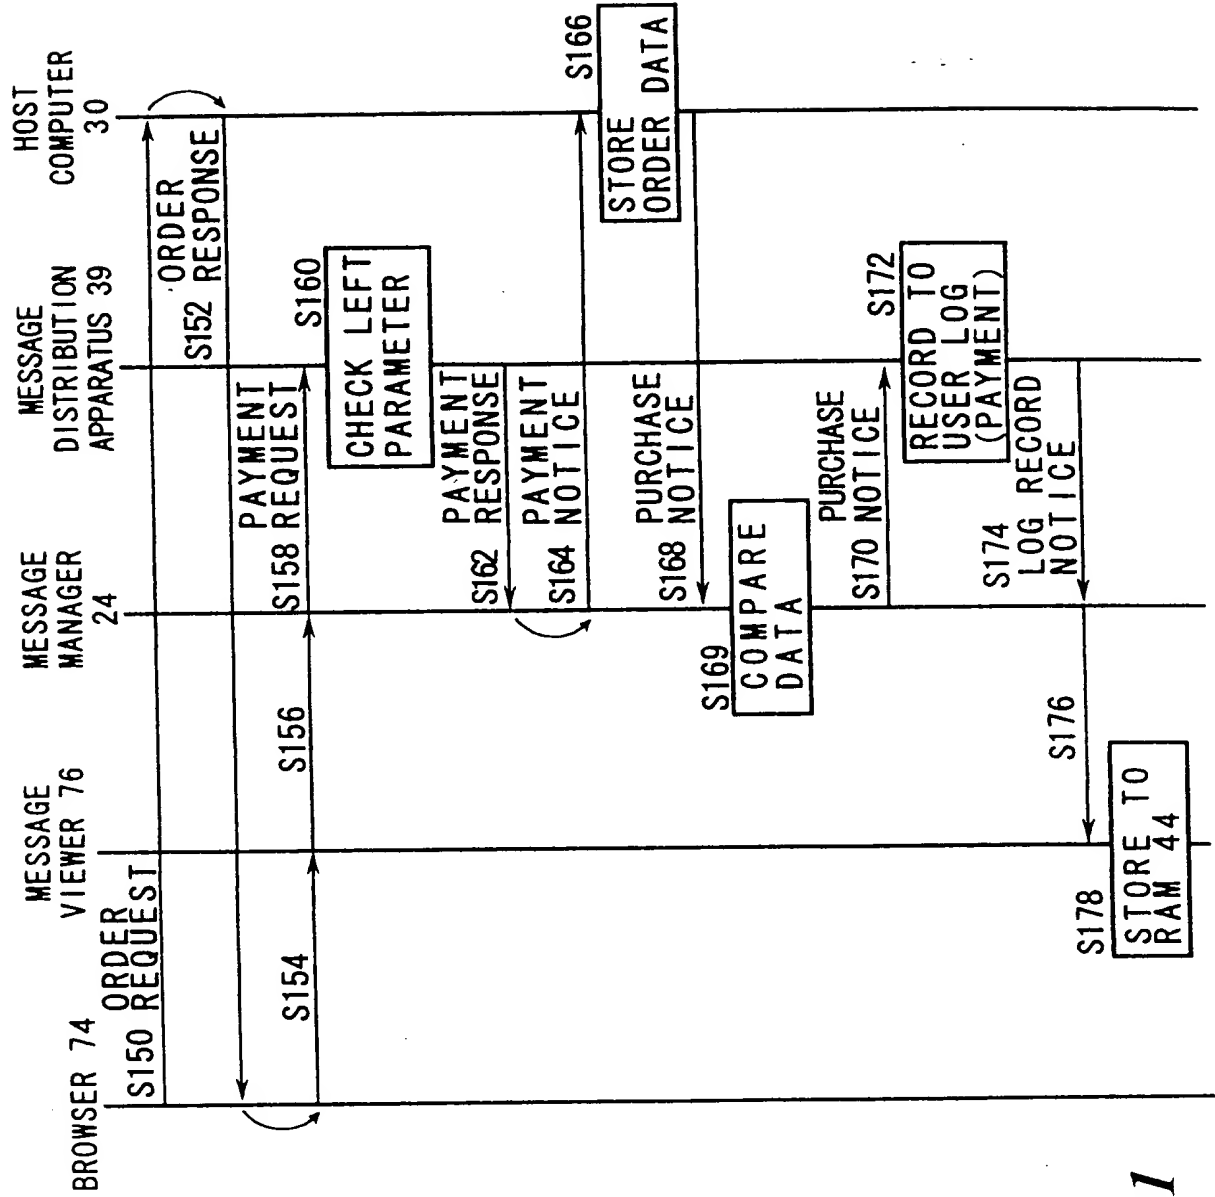 BROWSER 74
MESSAGE
VIEWER 76
MESSAGE
MANAGER
24
MESSAGE
DISTRIBUTION
APPARATUS 39
HOST
COMPUTER
30
ORDER
S150 REQUEST
ORDER
S152 RESPONSE
S154
S156
PAYMENT
S158 REQUEST
S160
CHECK LEFT
PARAMETER
PAYMENT
S162 RESPONSE
PAYMENT
S164 NOTICE
S166
STORE
ORDER DATA
PURCHASE
S168 NOTICE
S169
COMPARE
DATA
PURCHASE
S170 NOTICE
S172
RECORD TO
USER LOG
(PAYMENT)
S174
LOG RECORD
NOTICE
S176
S178
STORE TO
RAM 44
1